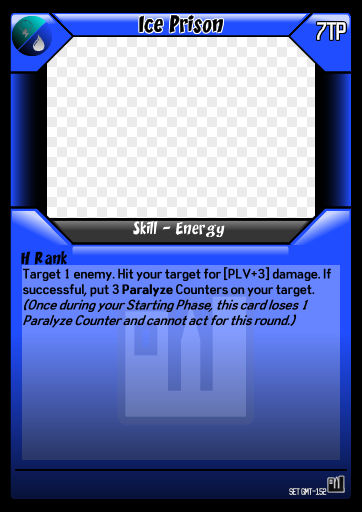 Ice Prison
7TP
Skill - Energy
H Rank
Target 1 enemy. Hit your target for [PLV+3] damage. If
successful, put 3 Paralyze Counters on your target.
(Once during your Starting Phase, this card loses 1
Paralyze Counter and cannot act for this round.)
SET GMT-152